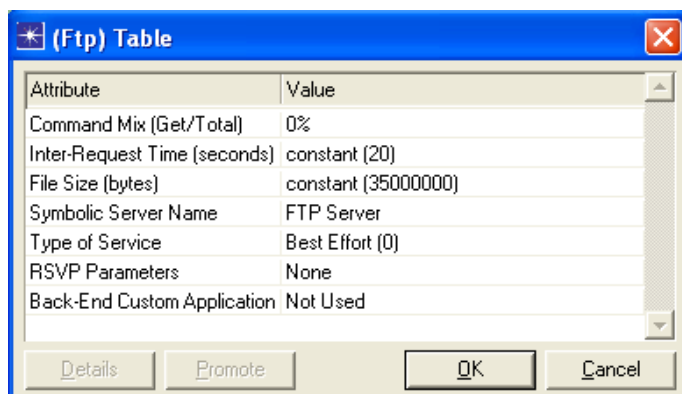 (Ftp) Table
Attribute Value
Command Mix (Get/Total) 0%
Inter-Request Time (seconds) constant (20)
File Size (bytes) constant (35000000)
Symbolic Server Name FTP Server
Type of Service Best Effort (0)
RSVP Parameters None
Back-End Custom Application Not Used
Details Promote OK Cancel